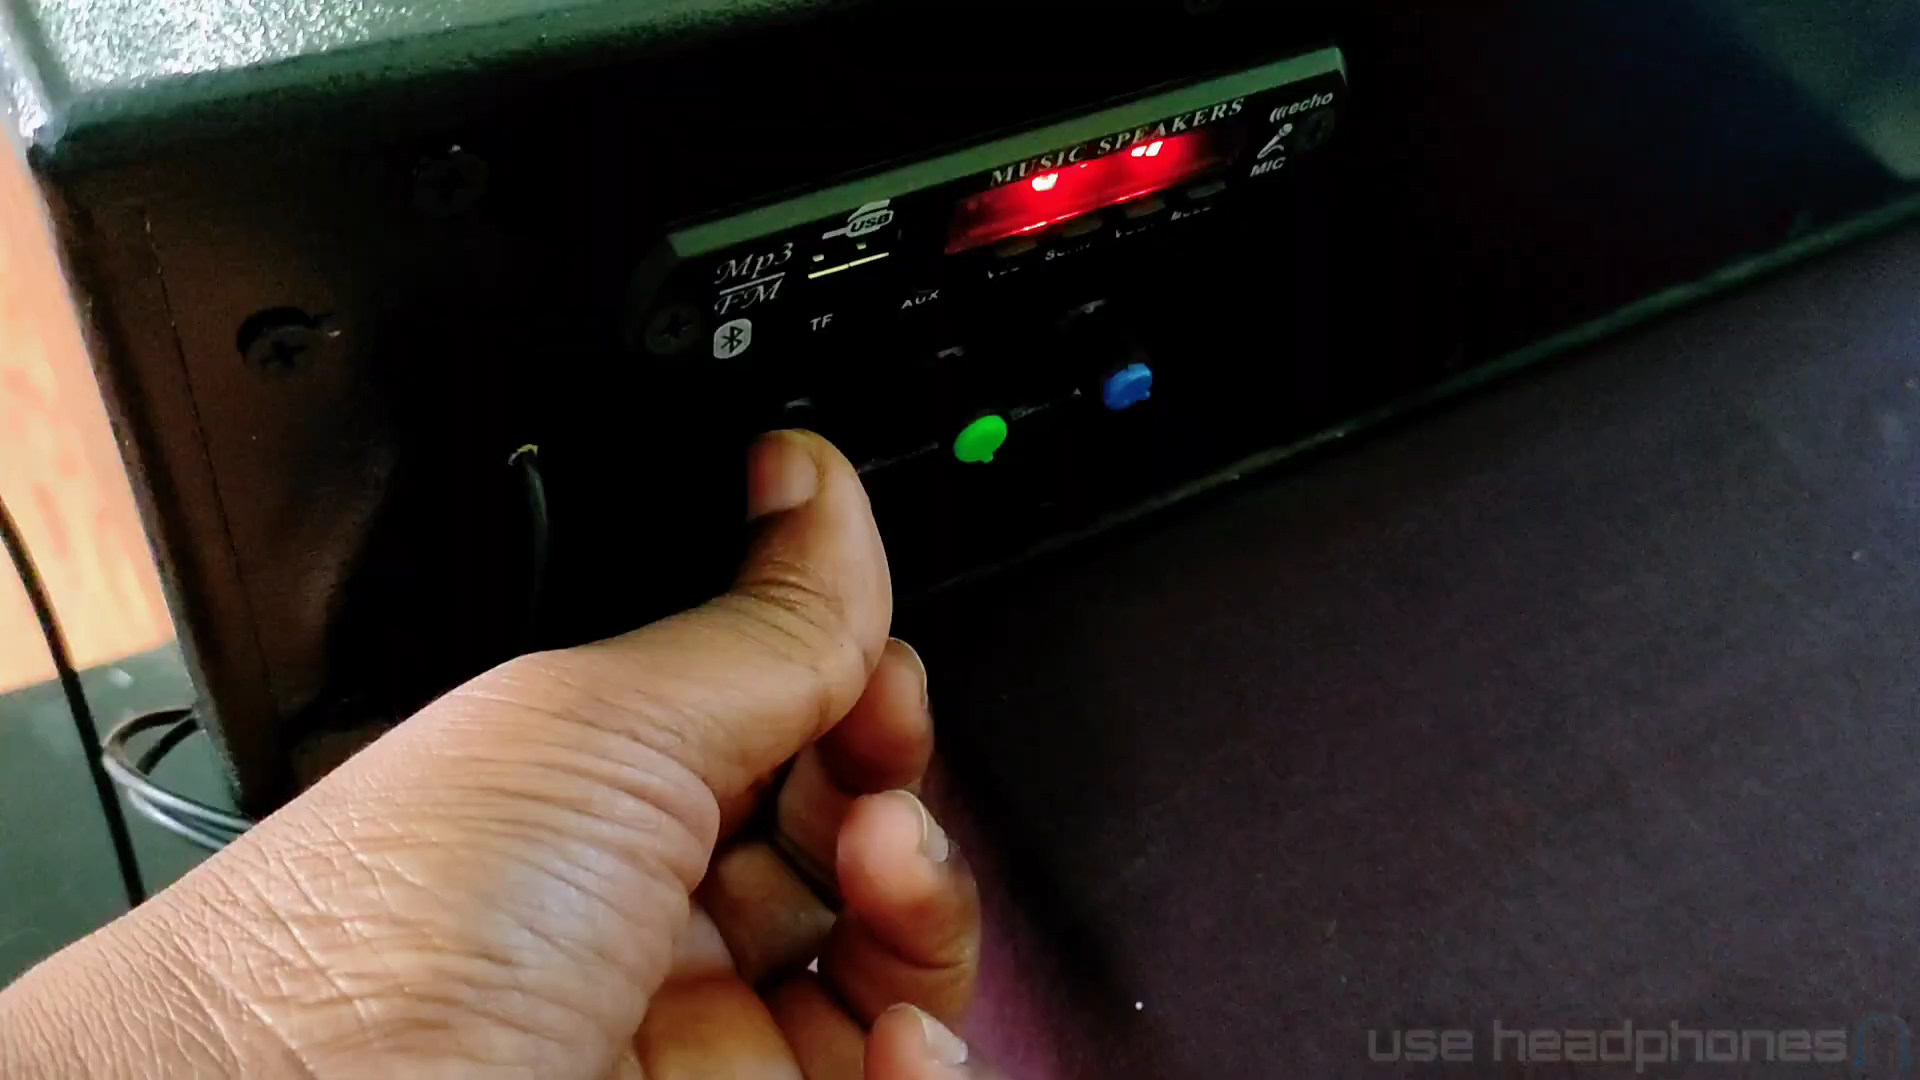 MUSIC SPEAKERS
echo
MIC
USB
Mp3
FM
AUX
TF
use headphones